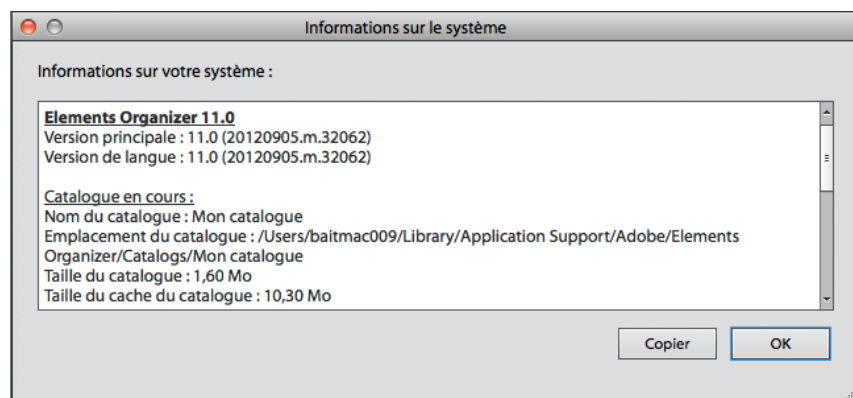 Informations sur le système
Informations sur votre système :
Elements Organizer 11.0
Version principale : 11.0 (20120905.m.32062)
Version de langue : 11.0 (20120905.m.32062)
Catalogue en cours :
Nom du catalogue : Mon catalogue
Emplacement du catalogue : /Users/baitmac009/Library/Application Support/Adobe/Elements
Organizer/Catalogs/Mon catalogue
Taille du catalogue : 1,60 Mo
Taille du cache du catalogue : 10,30 Mo
Copier OK